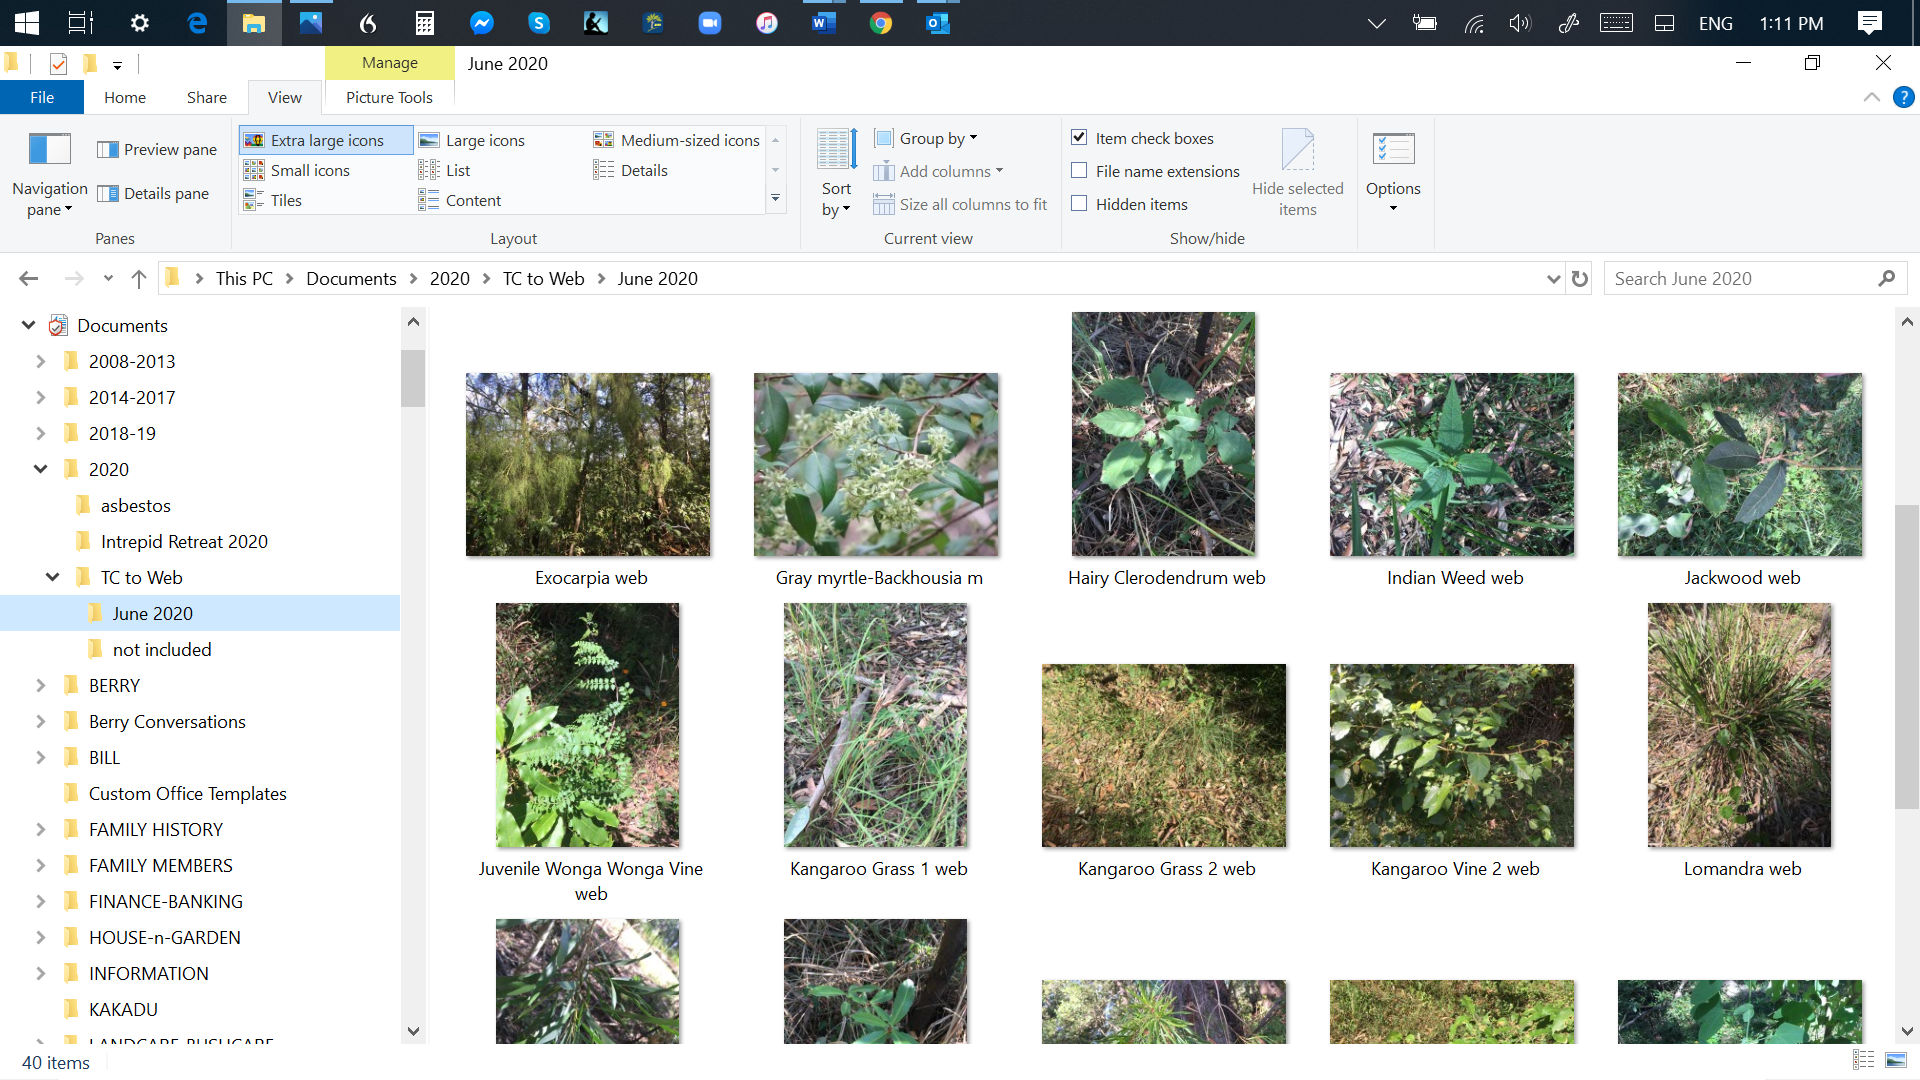 ENG
1:11 PM
Manage
June 2020
File
Home
Share
View
Picture Tools
Navigation pane
Preview pane
Details pane
Panes
Extra large icons
Large icons
Medium-sized icons
Small icons
List
Details
Tiles
Content
Layout
Sort by
Group by
Add columns
Size all columns to fit
Current view
Item check boxes
File name extensions
Hidden items
Hide selected items
Show/hide
Options
This PC > Documents > 2020 > TC to Web > June 2020
Search June 2020
Documents
2008-2013
2014-2017
2018-19
2020
asbestos
Intrepid Retreat 2020
TC to Web
June 2020
not included
BERRY
Berry Conversations
BILL
Custom Office Templates
FAMILY HISTORY
FAMILY MEMBERS
FINANCE-BANKING
HOUSE-n-GARDEN
INFORMATION
KAKADU
LANDCARE-BUSHCARE
Exocarpia web
Gray myrtle-Backhousia m
Hairy Clerodendrum web
Indian Weed web
Jackwood web
Juvenile Wonga Wonga Vine
web
Kangaroo Grass 1 web
Kangaroo Grass 2 web
Kangaroo Vine 2 web
Lomandra web
40 items